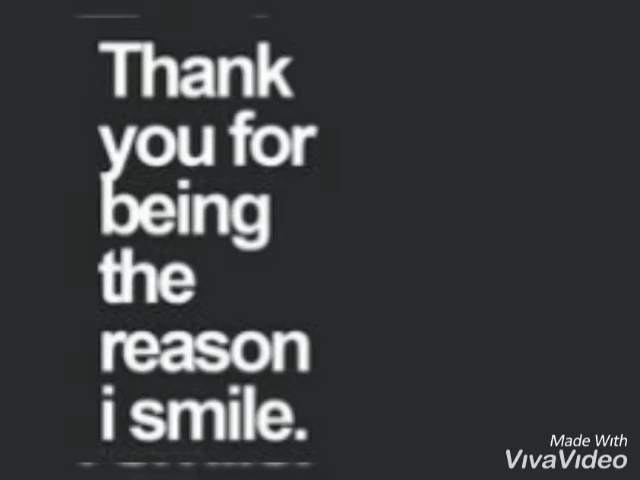 Thank
you for
being
the
reason
i smile.
Made With
VivaVideo